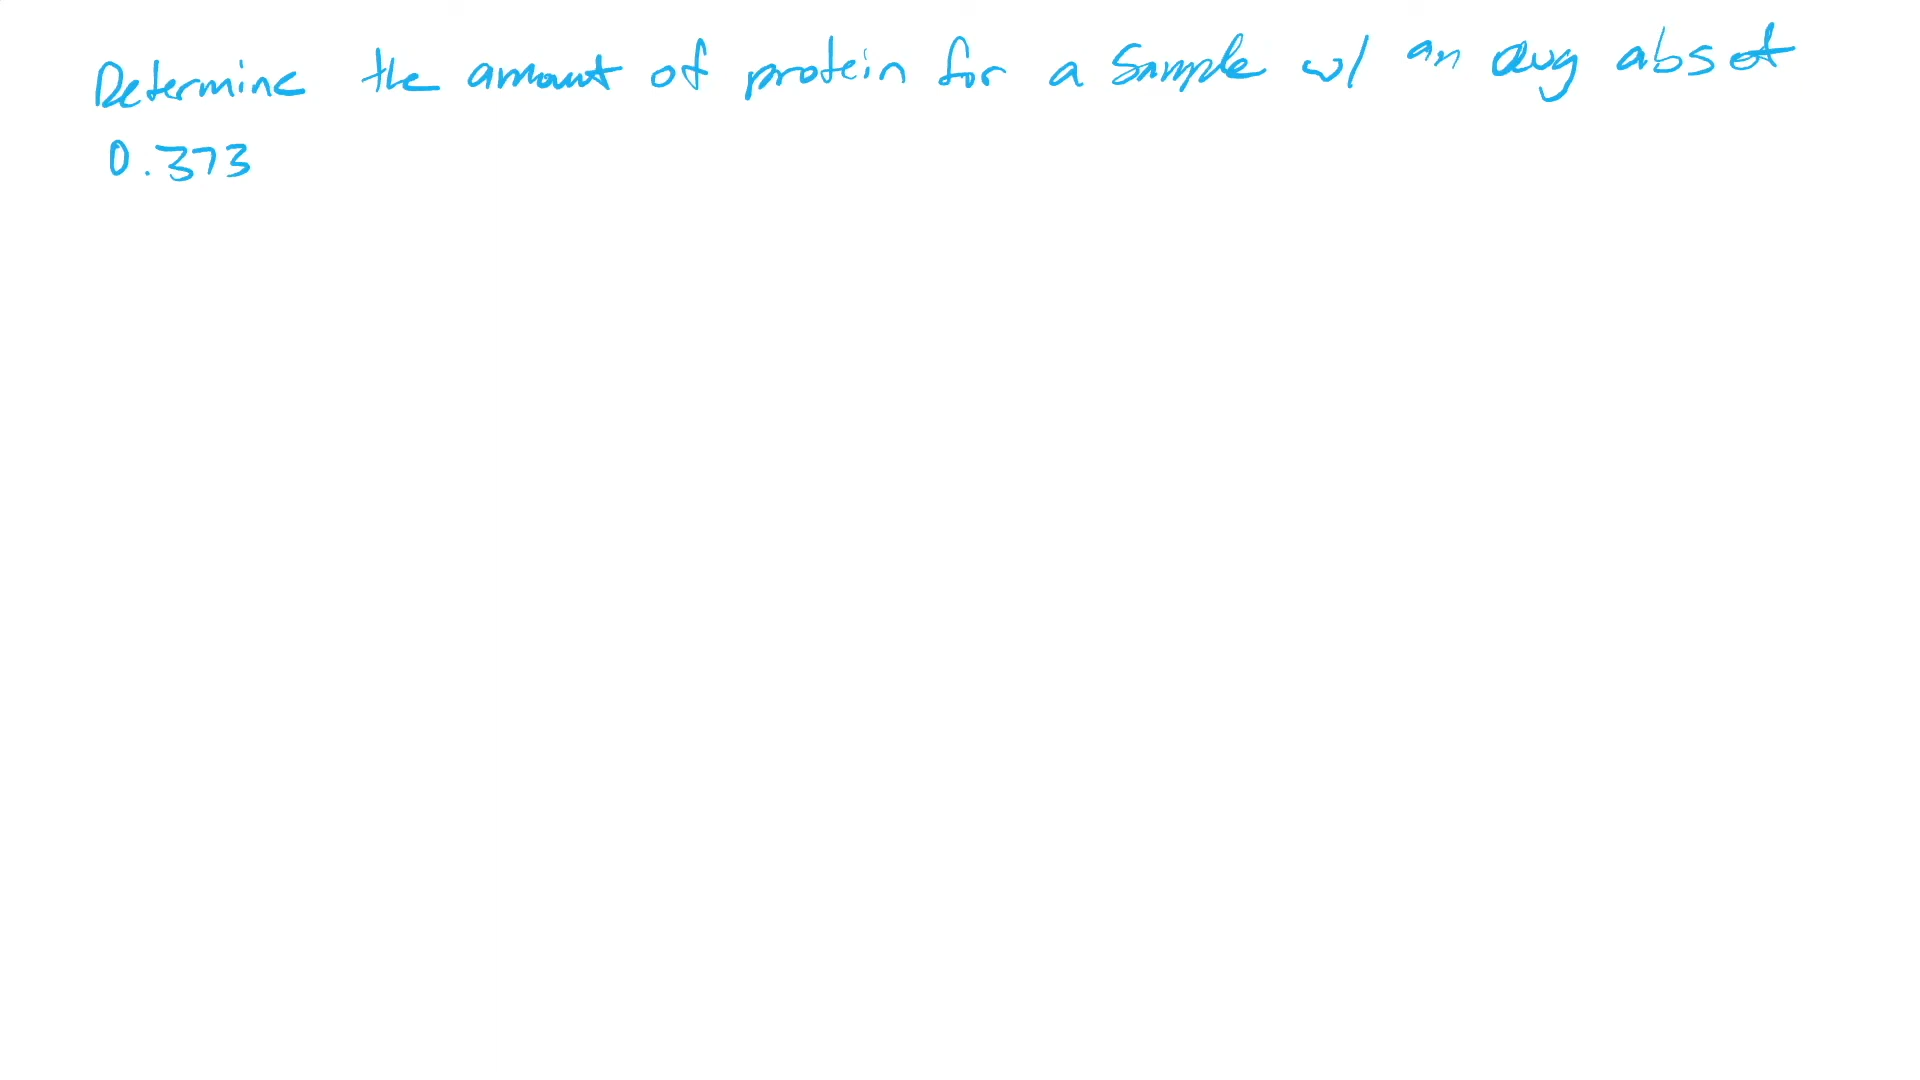 Determine the amount of protein for a sample w/ an avg abs of
0.373